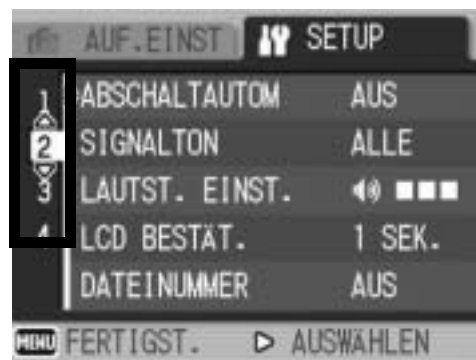 AUF.EINST SETUP
1 ABSCHALTAUTOM AUS
2 SIGNALTON ALLE
3 LAUTST. EINST.
4 LCD BESTÄT. 1 SEK.
DATEINUMMER AUS
MENU FERTIGST. AUSWÄHLEN